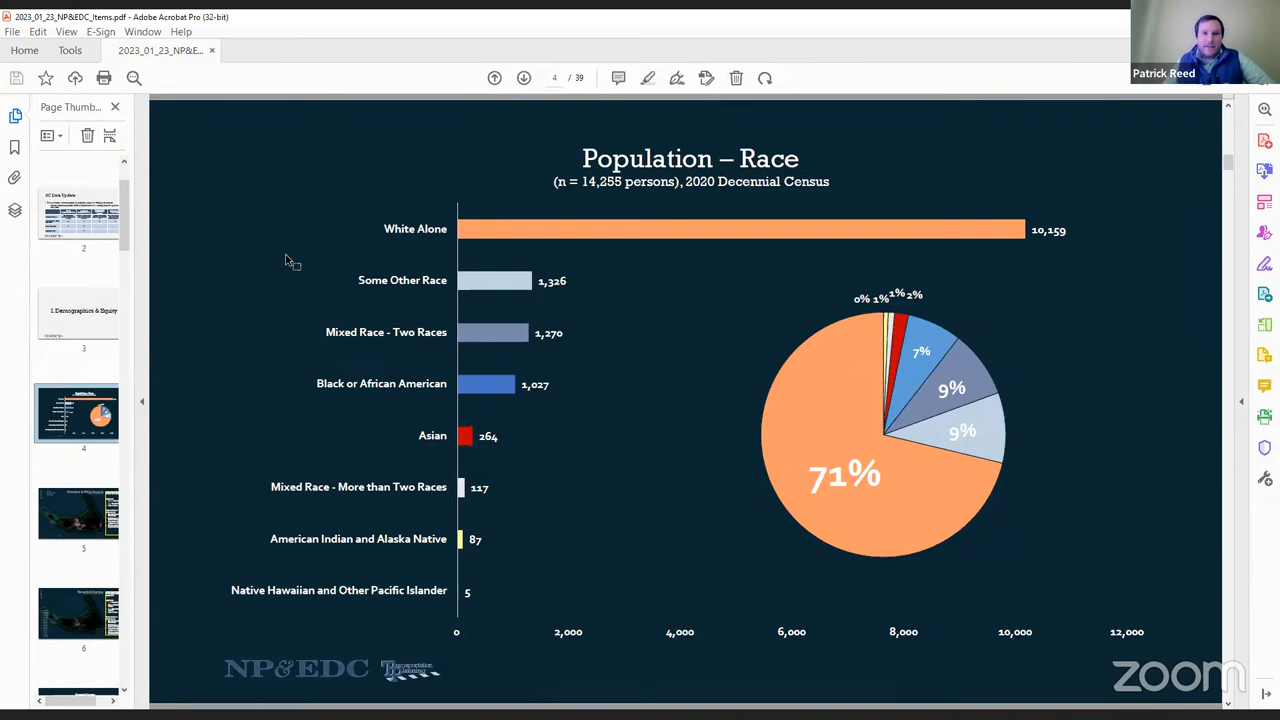 2023_01_23_NP&EDC_Items.pdf - Adobe Acrobat Pro (32-bit)
File Edit View E-Sign Window Help
Home Tools 2023_01_23_NP&E... ×
4 / 39
Patrick Reed
Page Thumb...
2
I. Demographics & Equity
3
4
5
6
Population – Race
(n = 14,255 persons), 2020 Decennial Census
White Alone 10,159
Some Other Race 1,326
Mixed Race - Two Races 1,270
Black or African American 1,027
Asian 264
Mixed Race - More than Two Races 117
American Indian and Alaska Native 87
Native Hawaiian and Other Pacific Islander 5
0 2,000 4,000 6,000 8,000 10,000 12,000
0% 1% 1% 2%
7%
9%
9%
71%
NP&EDC
zoom